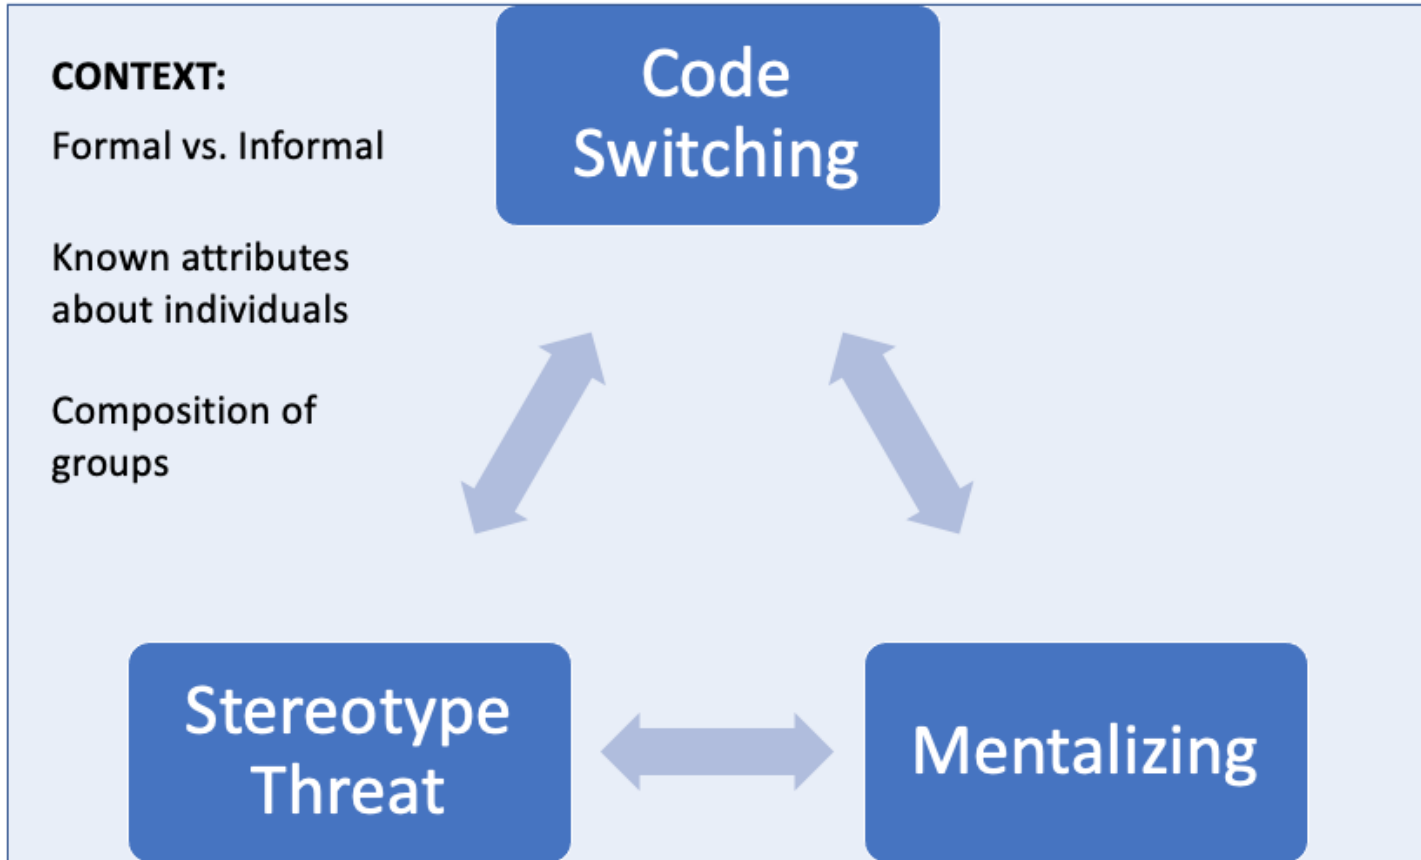 CONTEXT:
Formal vs. Informal
Known attributes
about individuals
Composition of
groups
Code
Switching
Stereotype
Threat
Mentalizing